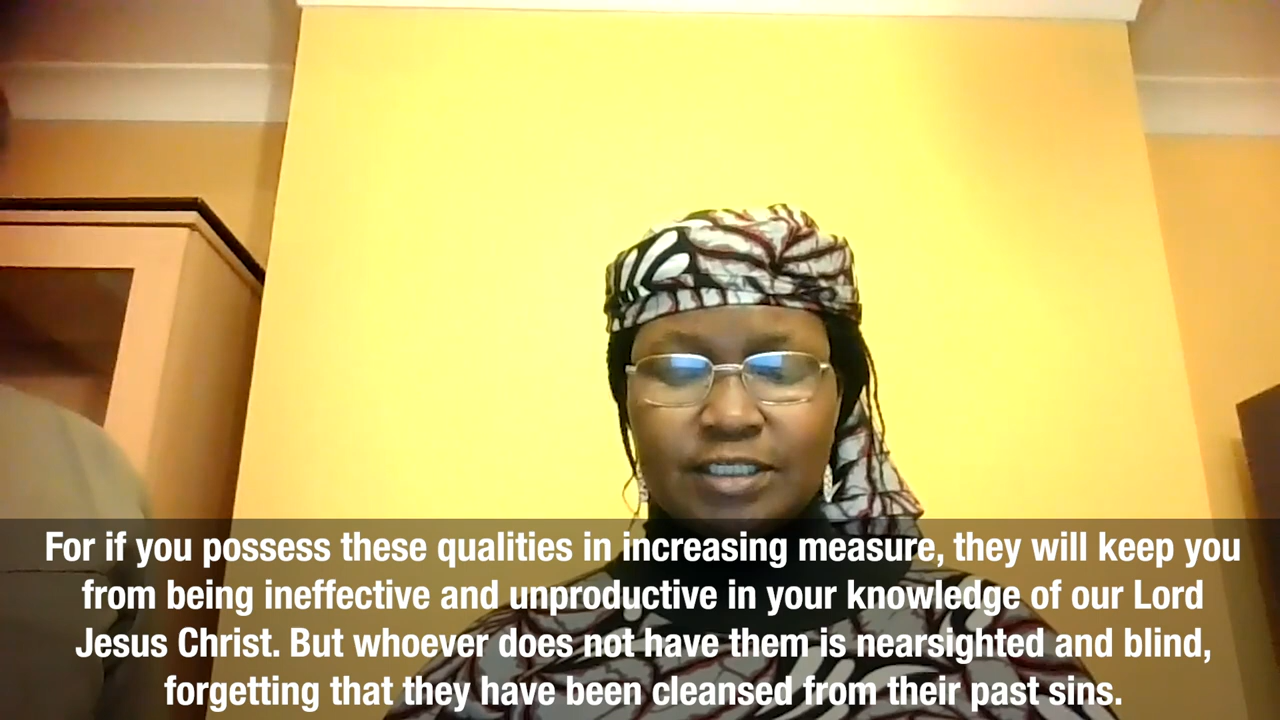 For if you possess these qualities in increasing measure, they will keep you
from being ineffective and unproductive in your knowledge of our Lord
Jesus Christ. But whoever does not have them is nearsighted and blind,
forgetting that they have been cleansed from their past sins.